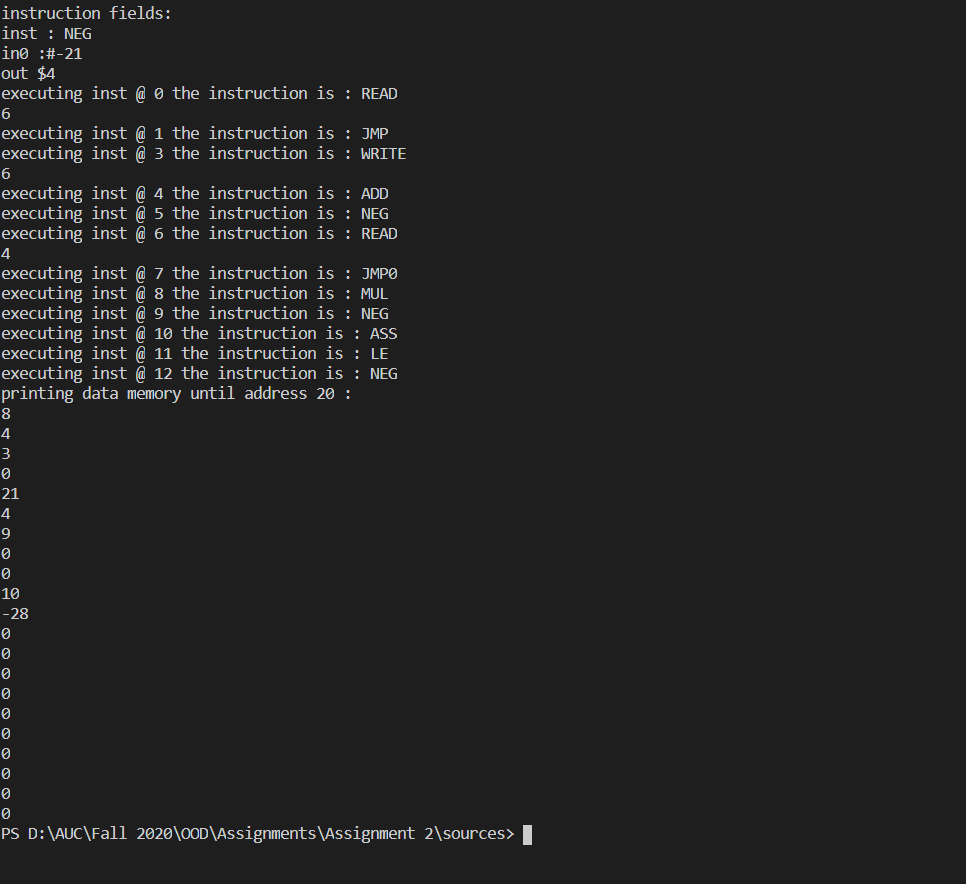 instruction fields:
inst : NEG
in0 :#-21
out $4
executing inst @ 0 the instruction is : READ
6
executing inst @ 1 the instruction is : JMP
executing inst @ 3 the instruction is : WRITE
6
executing inst @ 4 the instruction is : ADD
executing inst @ 5 the instruction is : NEG
executing inst @ 6 the instruction is : READ
4
executing inst @ 7 the instruction is : JMP0
executing inst @ 8 the instruction is : MUL
executing inst @ 9 the instruction is : NEG
executing inst @ 10 the instruction is : ASS
executing inst @ 11 the instruction is : LE
executing inst @ 12 the instruction is : NEG
printing data memory until address 20 :
8
4
3
0
21
4
9
0
0
10
-28
0
0
0
0
0
0
0
0
0
0
PS D:\AUC\Fall 2020\OOD\Assignments\Assignment 2\sources>